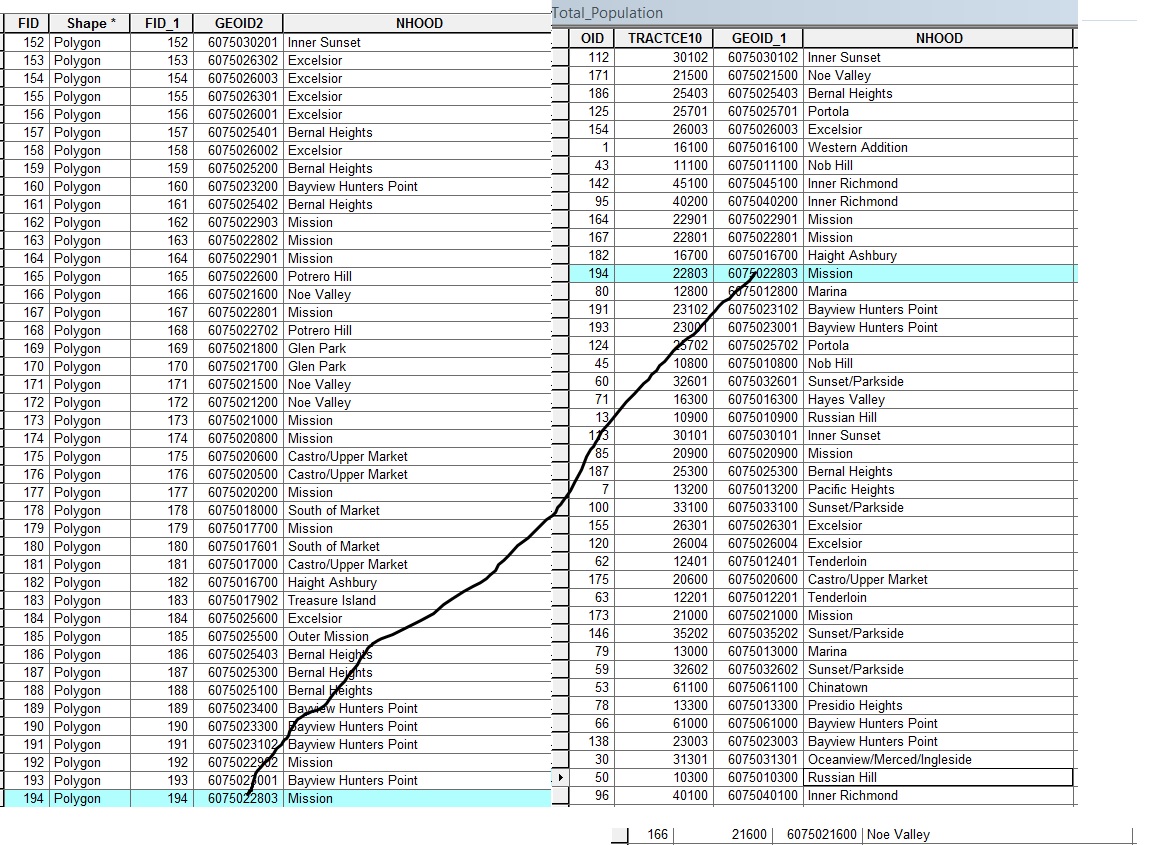 FID Shape * FID_1 GEOID2 NHOOD
152 Polygon 152 6075030201 Inner Sunset
153 Polygon 153 6075026302 Excelsior
154 Polygon 154 6075026003 Excelsior
155 Polygon 155 6075026301 Excelsior
156 Polygon 156 6075026001 Excelsior
157 Polygon 157 6075025401 Bernal Heights
158 Polygon 158 6075026002 Excelsior
159 Polygon 159 6075025200 Bernal Heights
160 Polygon 160 6075023200 Bayview Hunters Point
161 Polygon 161 6075025402 Bernal Heights
162 Polygon 162 6075022903 Mission
163 Polygon 163 6075022802 Mission
164 Polygon 164 6075022901 Mission
165 Polygon 165 6075022600 Potrero Hill
166 Polygon 166 6075021600 Noe Valley
167 Polygon 167 6075022801 Mission
168 Polygon 168 6075022702 Potrero Hill
169 Polygon 169 6075021800 Glen Park
170 Polygon 170 6075021700 Glen Park
171 Polygon 171 6075021500 Noe Valley
172 Polygon 172 6075021200 Noe Valley
173 Polygon 173 6075021000 Mission
174 Polygon 174 6075020800 Mission
175 Polygon 175 6075020600 Castro/Upper Market
176 Polygon 176 6075020500 Castro/Upper Market
177 Polygon 177 6075020200 Mission
178 Polygon 178 6075018000 South of Market
179 Polygon 179 6075017700 Mission
180 Polygon 180 6075017601 South of Market
181 Polygon 181 6075017000 Castro/Upper Market
182 Polygon 182 6075016700 Haight Ashbury
183 Polygon 183 6075017902 Treasure Island
184 Polygon 184 6075025600 Excelsior
185 Polygon 185 6075025500 Outer Mission
186 Polygon 186 6075025403 Bernal Heights
187 Polygon 187 6075025300 Bernal Heights
188 Polygon 188 6075025100 Bernal Heights
189 Polygon 189 6075023400 Bayview Hunters Point
190 Polygon 190 6075023300 Bayview Hunters Point
191 Polygon 191 6075023102 Bayview Hunters Point
192 Polygon 192 6075022902 Mission
193 Polygon 193 6075023001 Bayview Hunters Point
194 Polygon 194 6075022803 Mission
Total_Population
OID TRACTCE10 GEOID_1 NHOOD
112 30102 6075030102 Inner Sunset
171 21500 6075021500 Noe Valley
186 25403 6075025403 Bernal Heights
125 25701 6075025701 Portola
154 26003 6075026003 Excelsior
1 16100 6075016100 Western Addition
43 11100 6075011100 Nob Hill
142 45100 6075045100 Inner Richmond
95 40200 6075040200 Inner Richmond
164 22901 6075022901 Mission
167 22801 6075022801 Mission
182 16700 6075016700 Haight Ashbury
194 22803 6075022803 Mission
80 12800 6075012800 Marina
191 23102 6075023102 Bayview Hunters Point
193 23001 6075023001 Bayview Hunters Point
124 25702 6075025702 Portola
45 10800 6075010800 Nob Hill
60 32601 6075032601 Sunset/Parkside
71 16300 6075016300 Hayes Valley
13 10900 6075010900 Russian Hill
113 30101 6075030101 Inner Sunset
85 20900 6075020900 Mission
187 25300 6075025300 Bernal Heights
7 13200 6075013200 Pacific Heights
100 33100 6075033100 Sunset/Parkside
155 26301 6075026301 Excelsior
120 26004 6075026004 Excelsior
62 12401 6075012401 Tenderloin
175 20600 6075020600 Castro/Upper Market
63 12201 6075012201 Tenderloin
173 21000 6075021000 Mission
146 35202 6075035202 Sunset/Parkside
79 13000 6075013000 Marina
59 32602 6075032602 Sunset/Parkside
53 61100 6075061100 Chinatown
78 13300 6075013300 Presidio Heights
66 61000 6075061000 Bayview Hunters Point
138 23003 6075023003 Bayview Hunters Point
30 31301 6075031301 Oceanview/Merced/Ingleside
50 10300 6075010300 Russian Hill
96 40100 6075040100 Inner Richmond
166 21600 6075021600 Noe Valley